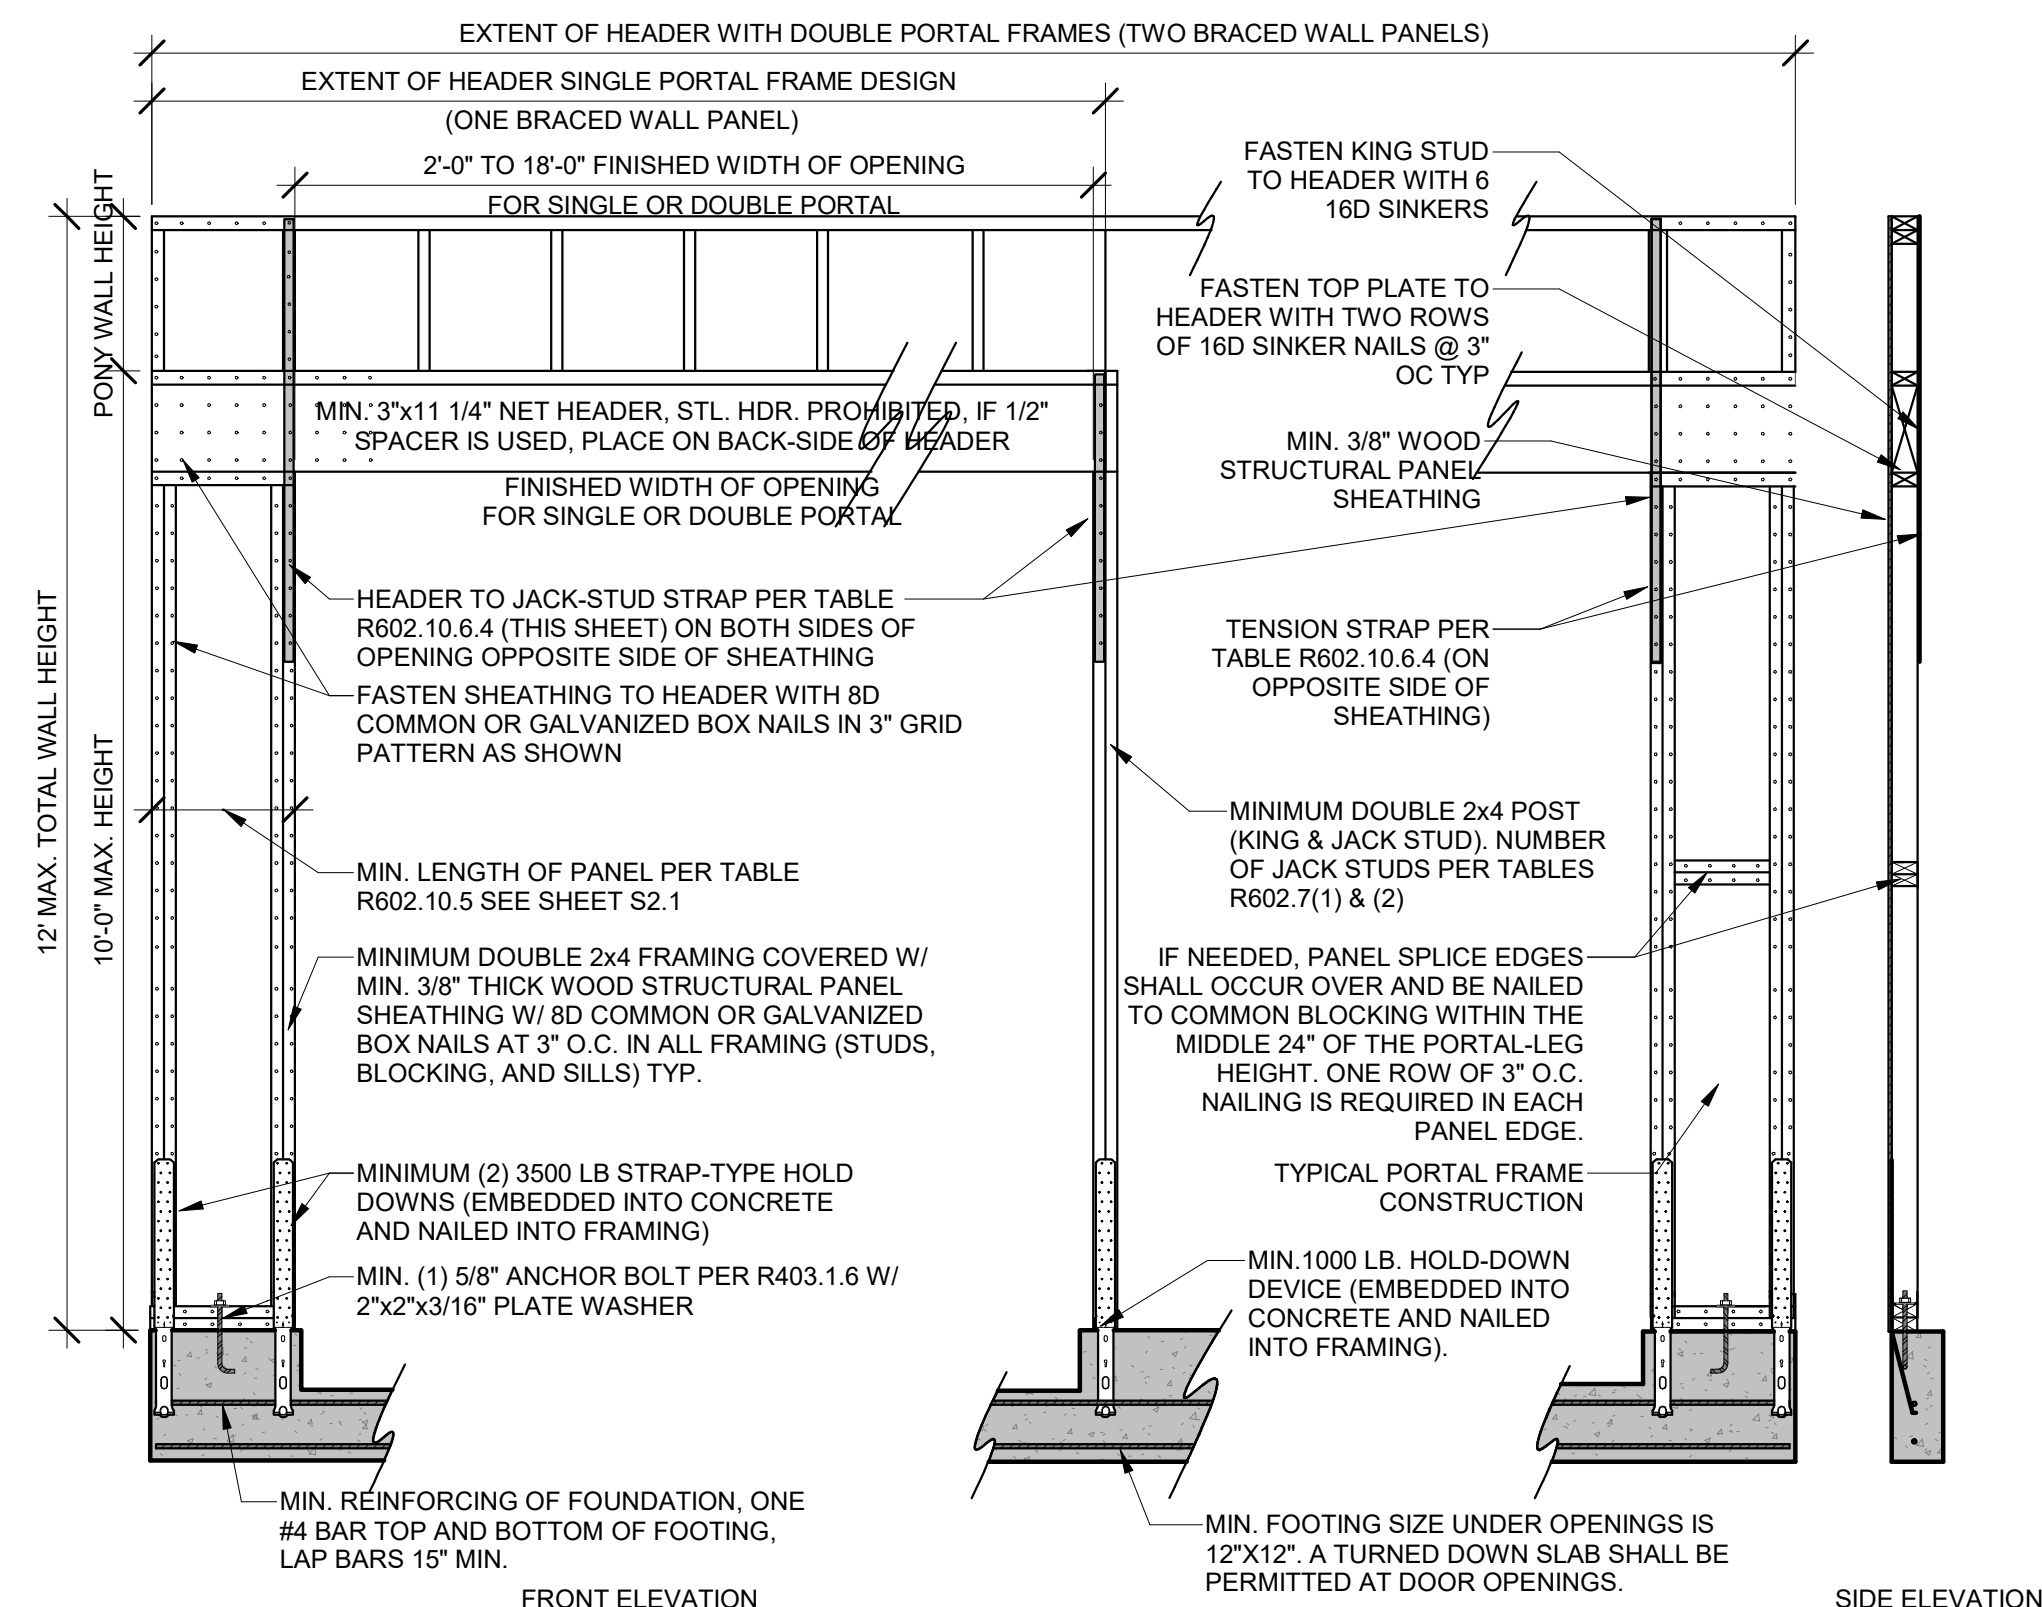 EXTENT OF HEADER WITH DOUBLE PORTAL FRAMES (TWO BRACED WALL PANELS)
EXTENT OF HEADER SINGLE PORTAL FRAME DESIGN
(ONE BRACED WALL PANEL)
2'-0" TO 18'-0" FINISHED WIDTH OF OPENING
FOR SINGLE OR DOUBLE PORTAL
PONY WALL HEIGHT
12' MAX. TOTAL WALL HEIGHT
10'-0" MAX. HEIGHT
FASTEN KING STUD
TO HEADER WITH 6
16D SINKERS
FASTEN TOP PLATE TO
HEADER WITH TWO ROWS
OF 16D SINKER NAILS @ 3"
OC TYP
MIN. 3"x11 1/4" NET HEADER, STL. HDR. PROHIBITED, IF 1/2"
SPACER IS USED, PLACE ON BACK-SIDE OF HEADER
MIN. 3/8" WOOD
STRUCTURAL PANEL
SHEATHING
FINISHED WIDTH OF OPENING
FOR SINGLE OR DOUBLE PORTAL
HEADER TO JACK-STUD STRAP PER TABLE
R602.10.6.4 (THIS SHEET) ON BOTH SIDES OF
OPENING OPPOSITE SIDE OF SHEATHING
TENSION STRAP PER
TABLE R602.10.6.4 (ON
OPPOSITE SIDE OF
SHEATHING)
FASTEN SHEATHING TO HEADER WITH 8D
COMMON OR GALVANIZED BOX NAILS IN 3" GRID
PATTERN AS SHOWN
MINIMUM DOUBLE 2x4 POST
(KING & JACK STUD). NUMBER
OF JACK STUDS PER TABLES
R602.7(1) & (2)
MIN. LENGTH OF PANEL PER TABLE
R602.10.5 SEE SHEET S2.1
MINIMUM DOUBLE 2x4 FRAMING COVERED W/
MIN. 3/8" THICK WOOD STRUCTURAL PANEL
SHEATHING W/ 8D COMMON OR GALVANIZED
BOX NAILS AT 3" O.C. IN ALL FRAMING (STUDS,
BLOCKING, AND SILLS) TYP.
IF NEEDED, PANEL SPLICE EDGES
SHALL OCCUR OVER AND BE NAILED
TO COMMON BLOCKING WITHIN THE
MIDDLE 24" OF THE PORTAL-LEG
HEIGHT. ONE ROW OF 3" O.C.
NAILING IS REQUIRED IN EACH
PANEL EDGE.
MINIMUM (2) 3500 LB STRAP-TYPE HOLD
DOWNS (EMBEDDED INTO CONCRETE
AND NAILED INTO FRAMING)
TYPICAL PORTAL FRAME
CONSTRUCTION
MIN. (1) 5/8" ANCHOR BOLT PER R403.1.6 W/
2"x2"x3/16" PLATE WASHER
MIN.1000 LB. HOLD-DOWN
DEVICE (EMBEDDED INTO
CONCRETE AND NAILED
INTO FRAMING).
MIN. REINFORCING OF FOUNDATION, ONE
#4 BAR TOP AND BOTTOM OF FOOTING,
LAP BARS 15" MIN.
MIN. FOOTING SIZE UNDER OPENINGS IS
12"X12". A TURNED DOWN SLAB SHALL BE
PERMITTED AT DOOR OPENINGS.
FRONT ELEVATION
SIDE ELEVATION